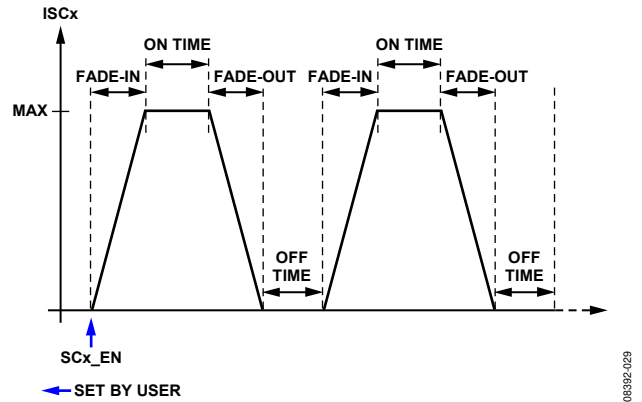 ISCx
ON TIME
ON TIME
FADE-IN
FADE-OUT
FADE-IN
FADE-OUT
MAX
OFF
TIME
OFF
TIME
SCx_EN
SET BY USER
08392-029